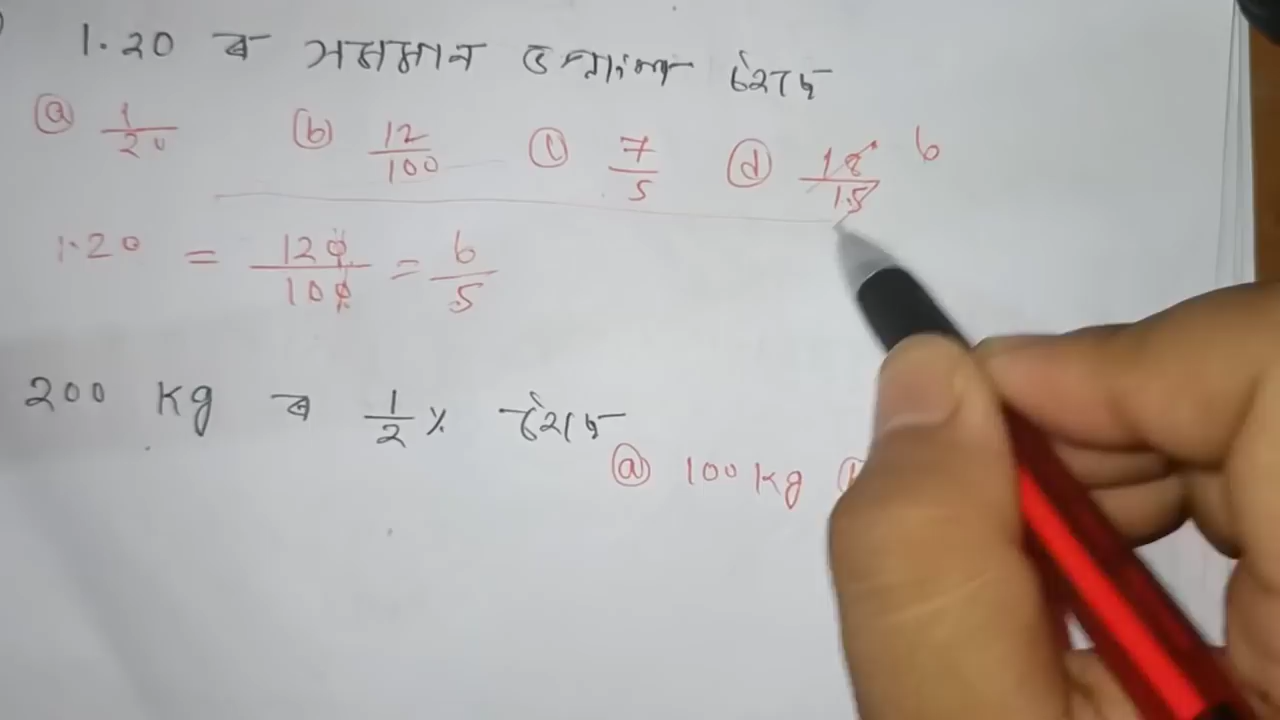 1.20 ৰ সমমান ভগ্নাংশ হৈছে
ⓐ 1/20 ⓑ 12/100 ⓒ 7/5 ⓓ 18/15 6
1.20 = 120/100 = 6/5
200 kg ৰ 1/2 % হৈছে
ⓐ 100 kg